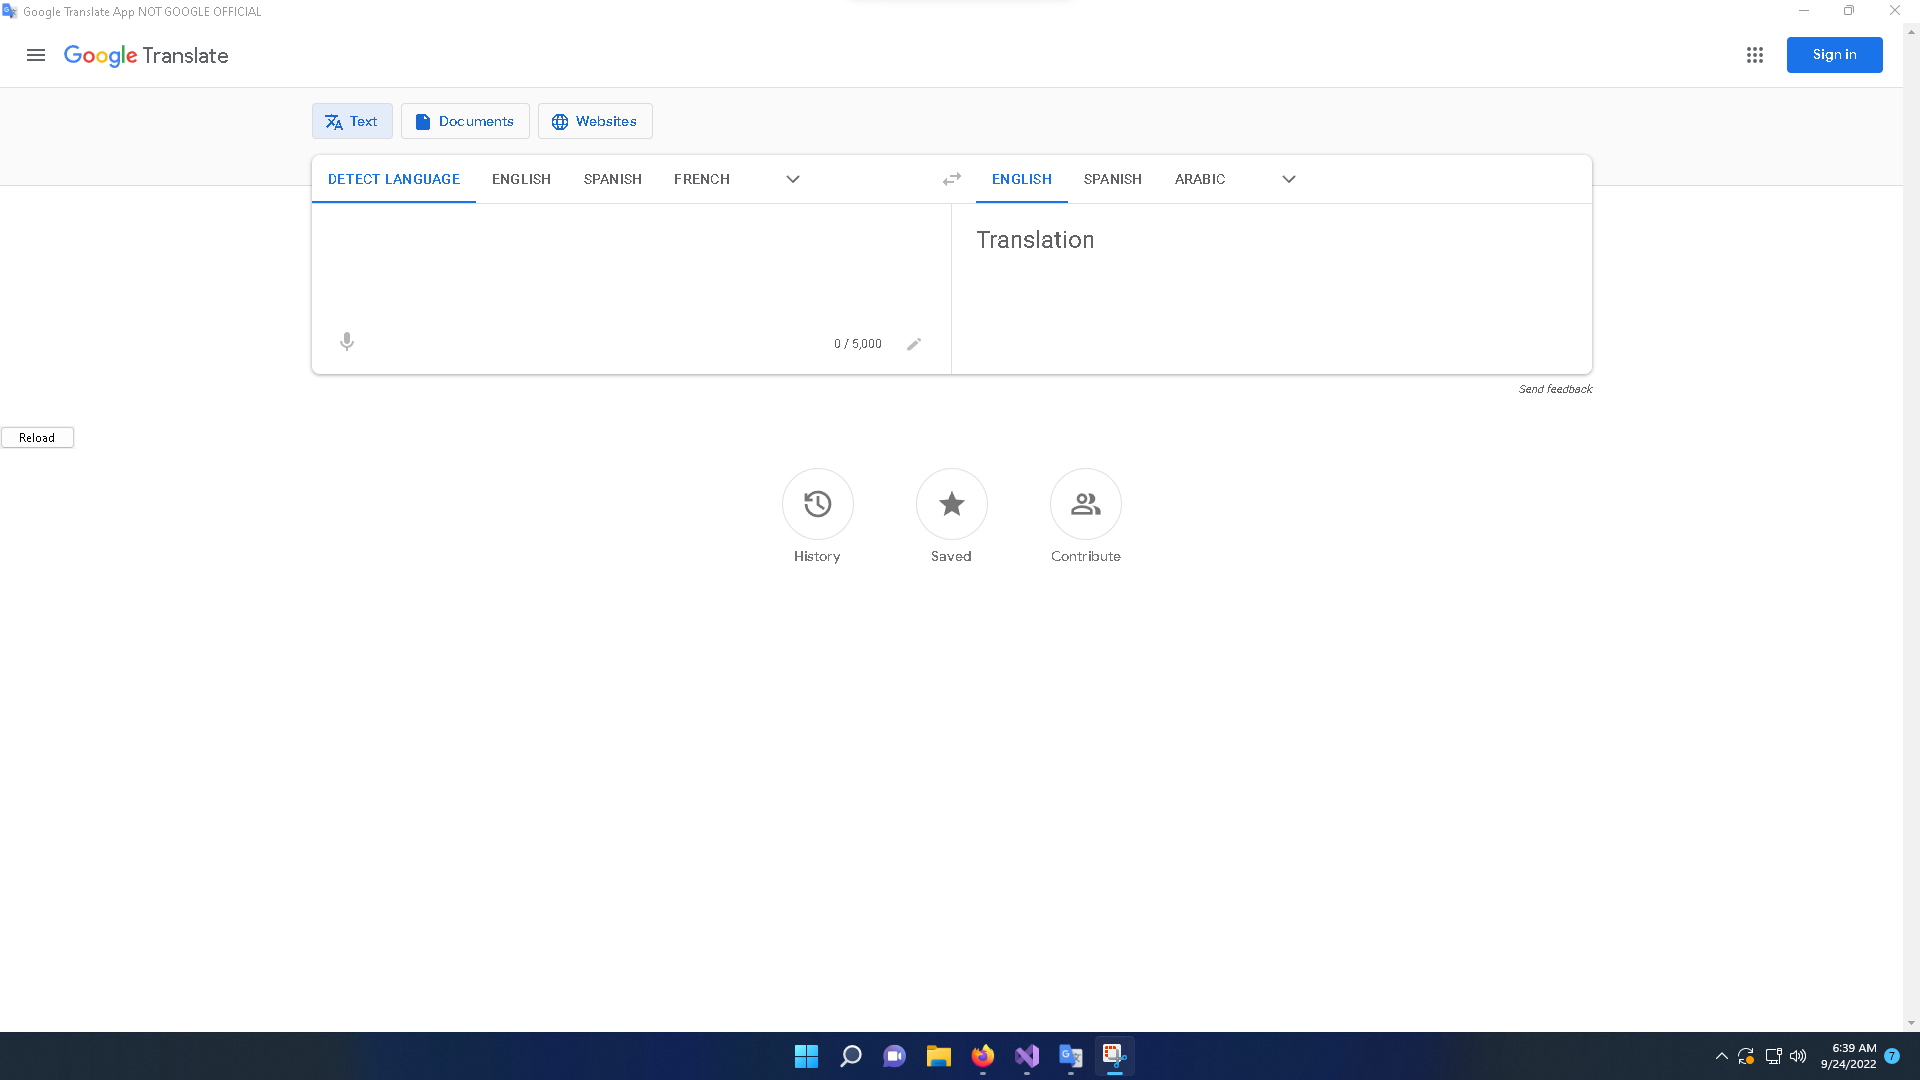 Google Translate App NOT GOOGLE OFFICIAL
Google Translate
Sign in
Text
Documents
Websites
DETECT LANGUAGE
ENGLISH
SPANISH
FRENCH
ENGLISH
SPANISH
ARABIC
Translation
0 / 5,000
Send feedback
Reload
History
Saved
Contribute
6:39 AM
9/24/2022
7